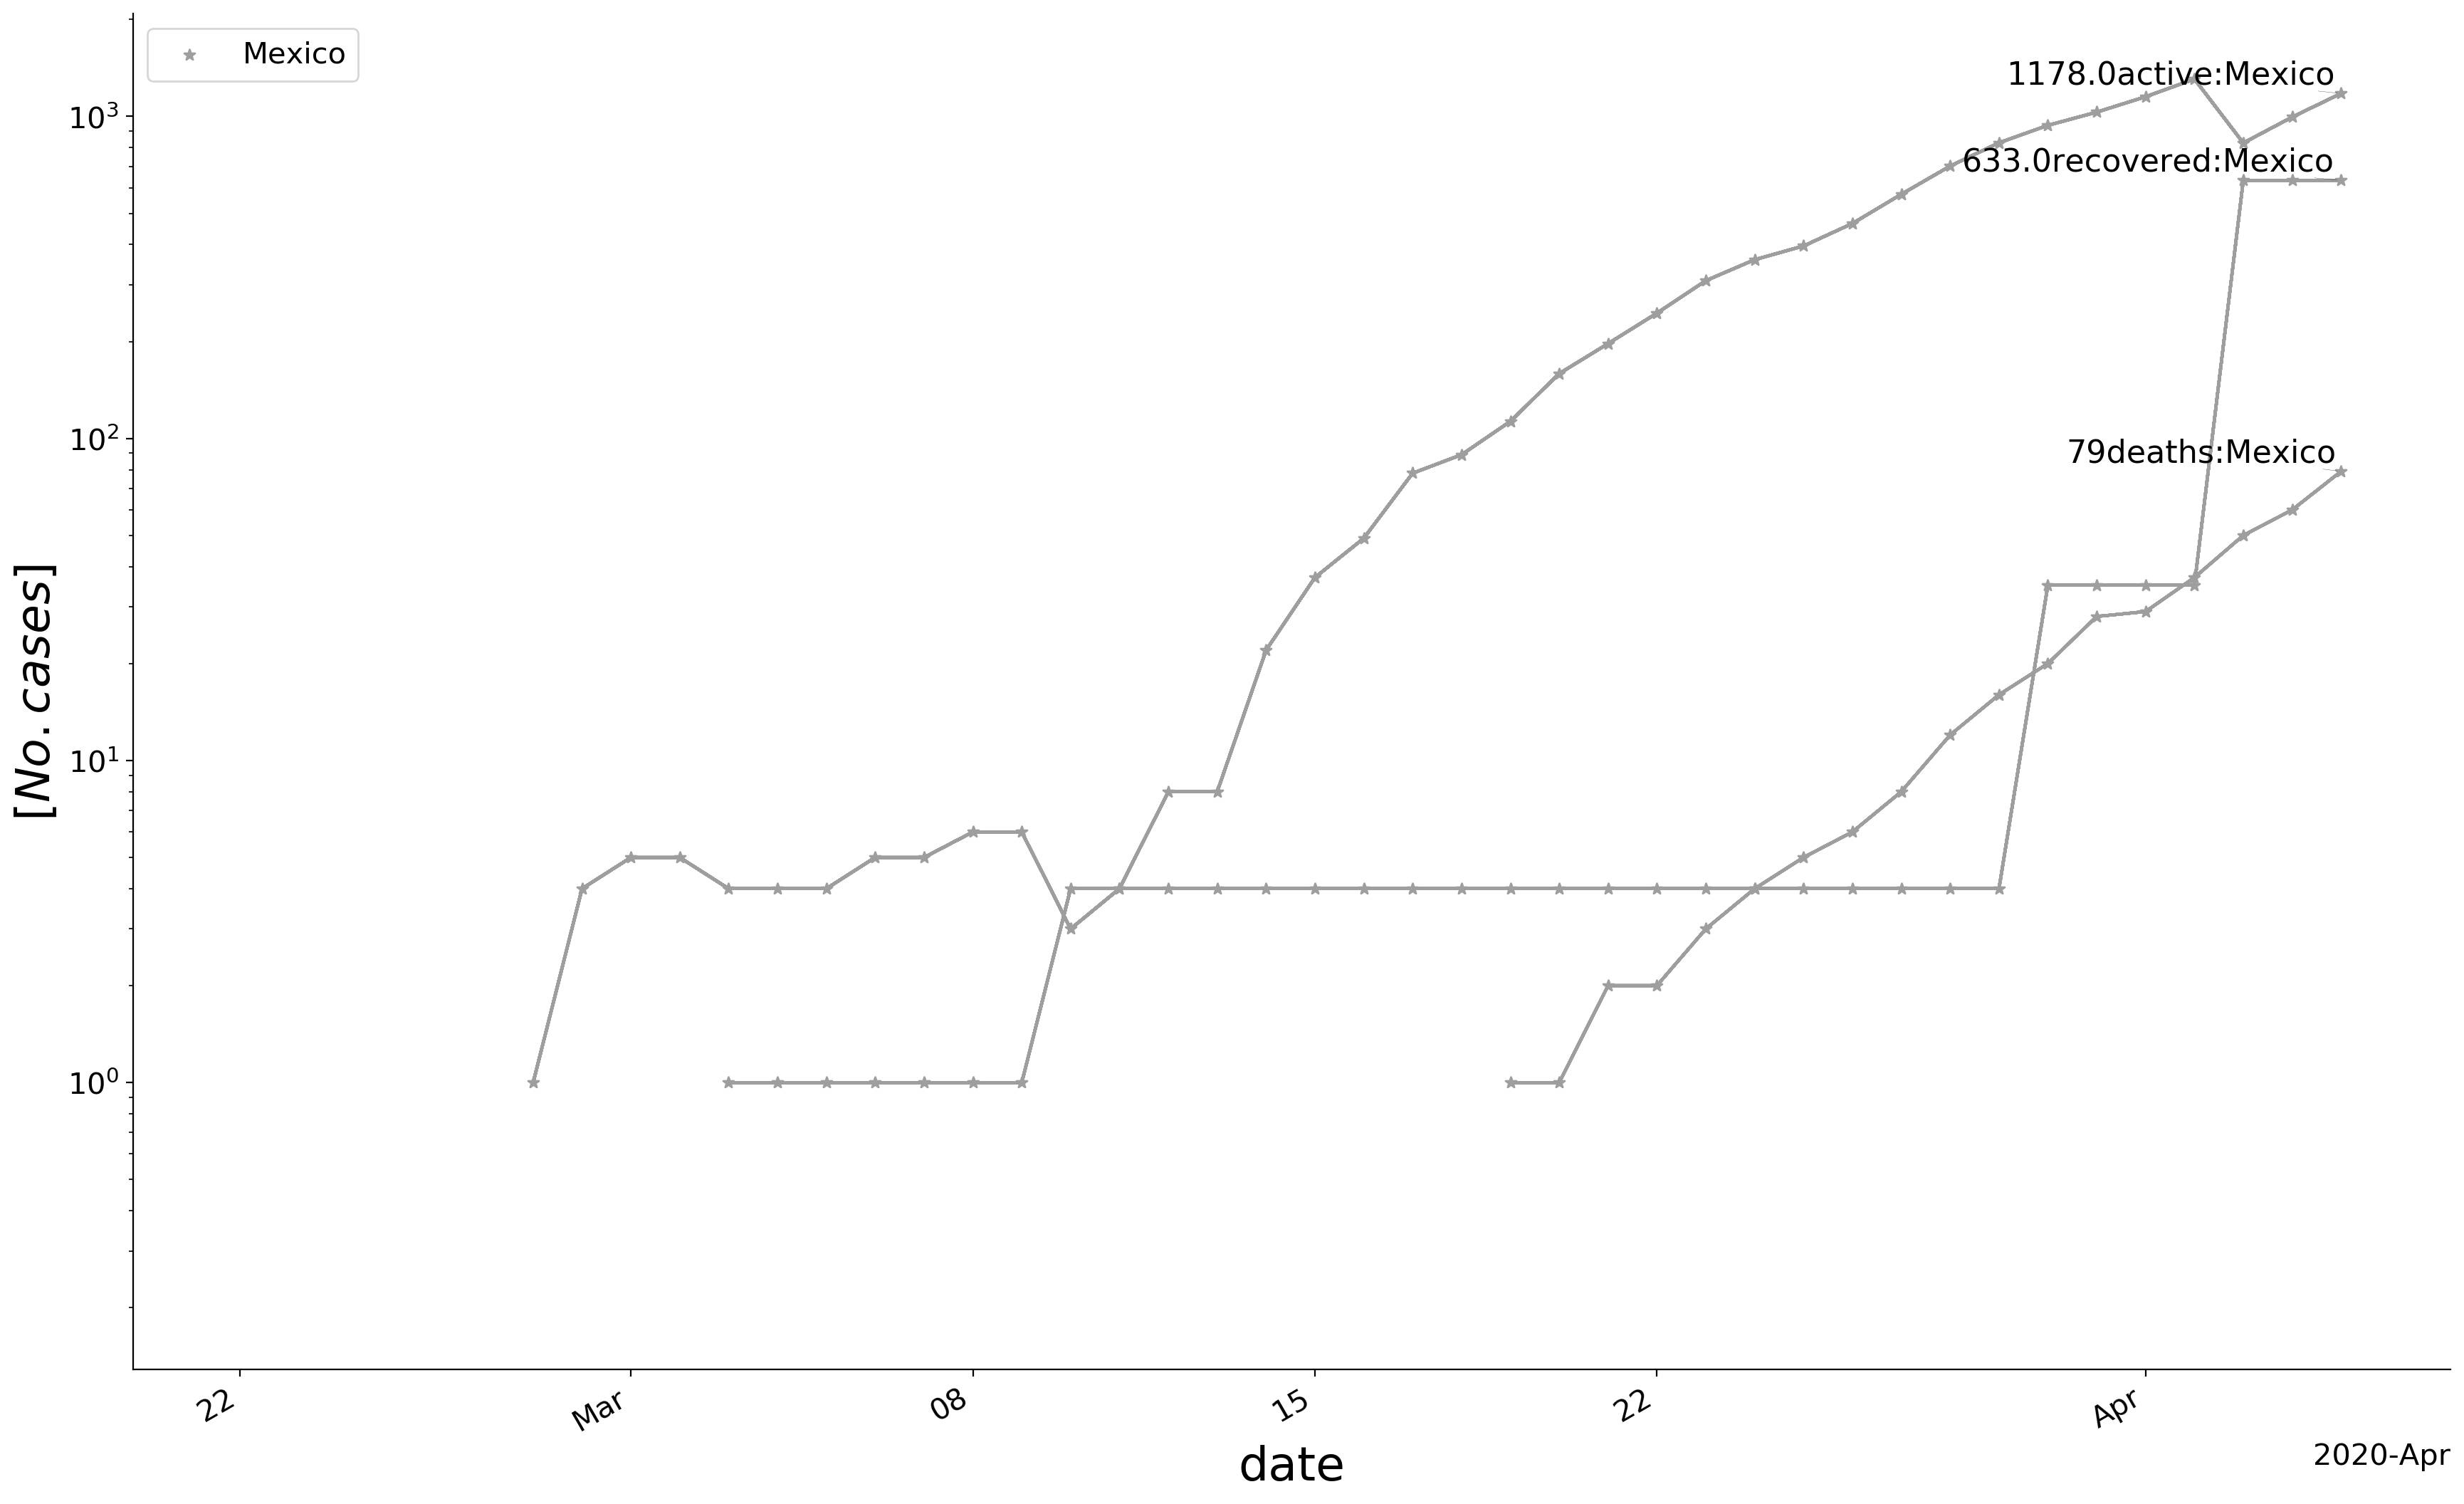 Mexico
1178.0active:Mexico
633.0recovered:Mexico
79deaths:Mexico
10³
10²
10¹
10⁰
[No.cases]
22
Mar
08
15
22
Apr
date
2020-Apr